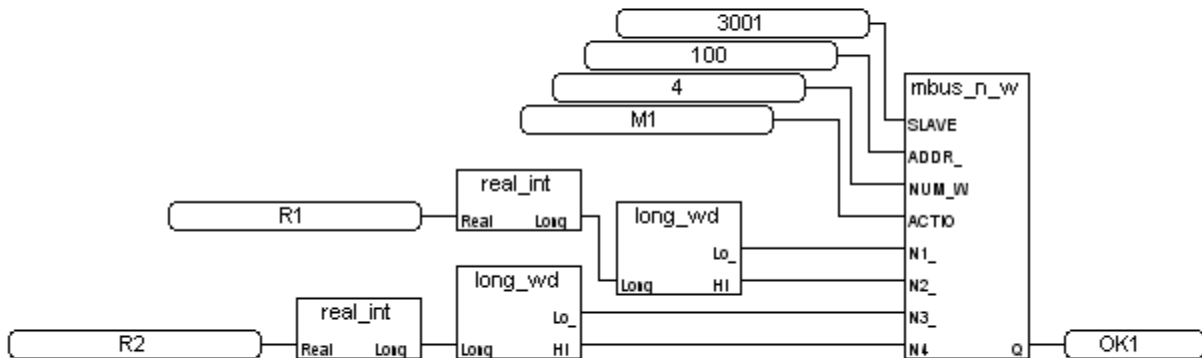 3001
100
4
M1
mbus_n_w
SLAVE
ADDR_
NUM_W
ACTIO
real_int
R1
Real Long
long_wd
Lo_
N1_
Long HI
N2_
long_wd
Lo_
N3_
real_int
R2
Real Long
Long HI
N4
Q
OK1